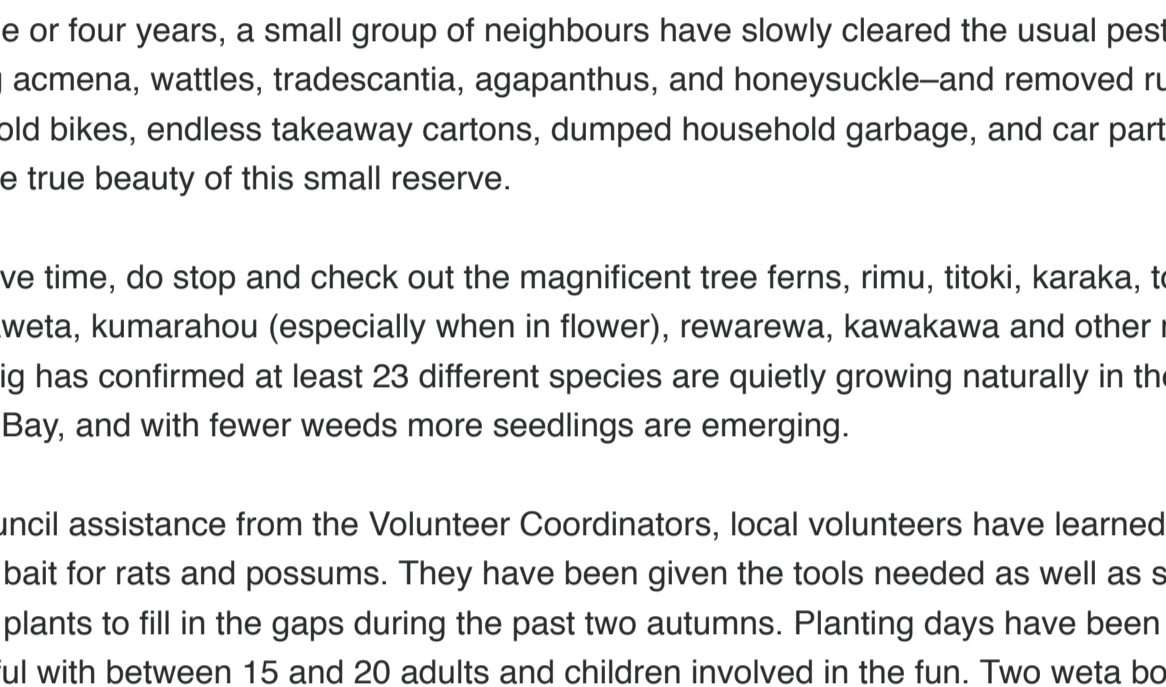 e or four years, a small group of neighbours have slowly cleared the usual pest
acmena, wattles, tradescantia, agapanthus, and honeysuckle—and removed ru
old bikes, endless takeaway cartons, dumped household garbage, and car part
e true beauty of this small reserve.
ve time, do stop and check out the magnificent tree ferns, rimu, titoki, karaka, to
weta, kumarahou (especially when in flower), rewarewa, kawakawa and other
ig has confirmed at least 23 different species are quietly growing naturally in the
Bay, and with fewer weeds more seedlings are emerging.
uncil assistance from the Volunteer Coordinators, local volunteers have learned
bait for rats and possums. They have been given the tools needed as well as s
plants to fill in the gaps during the past two autumns. Planting days have been
ful with between 15 and 20 adults and children involved in the fun. Two weta bo